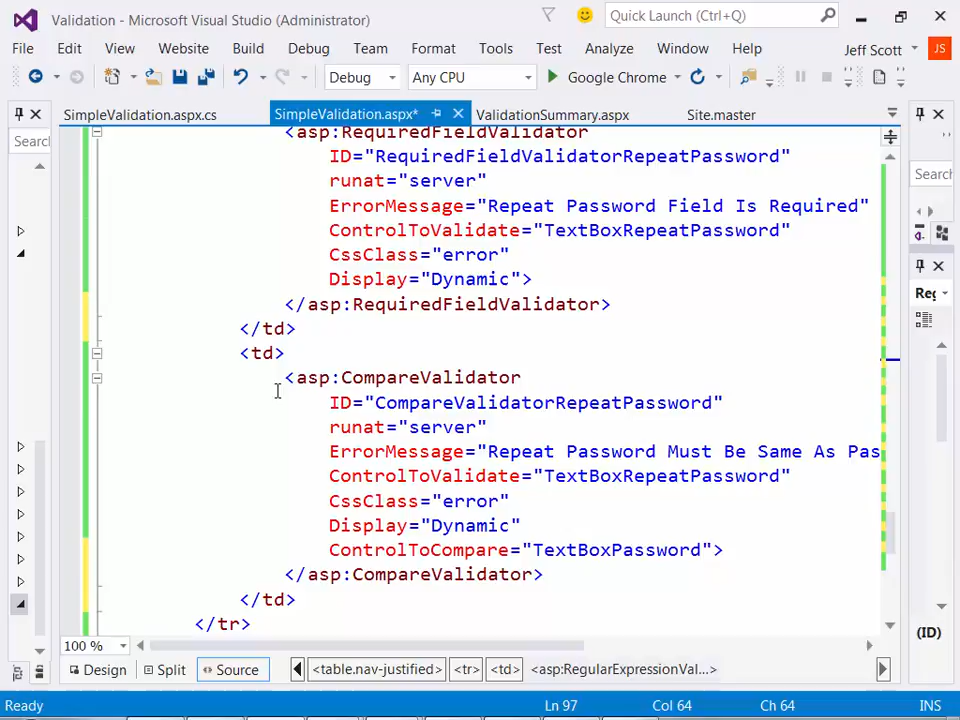 Validation - Microsoft Visual Studio (Administrator)
Quick Launch (Ctrl+Q)
File Edit View Website Build Debug Team Format Tools Test Analyze Window Help Jeff Scott JS
Debug Any CPU Google Chrome
SimpleValidation.aspx.cs SimpleValidation.aspx* ValidationSummary.aspx Site.master
Searc
Searc
<asp:RequiredFieldValidator
ID="RequiredFieldValidatorRepeatPassword"
runat="server"
ErrorMessage="Repeat Password Field Is Required"
ControlToValidate="TextBoxRepeatPassword"
CssClass="error"
Display="Dynamic">
</asp:RequiredFieldValidator>
Reg
</td>
<td>
<asp:CompareValidator
ID="CompareValidatorRepeatPassword"
runat="server"
ErrorMessage="Repeat Password Must Be Same As Pas
ControlToValidate="TextBoxRepeatPassword"
CssClass="error"
Display="Dynamic"
ControlToCompare="TextBoxPassword">
</asp:CompareValidator>
</td>
</tr>
(ID)
100 %
Design Split Source <table.nav-justified> <tr> <td> <asp:RegularExpressionVal...>
Ready Ln 97 Col 64 Ch 64 INS